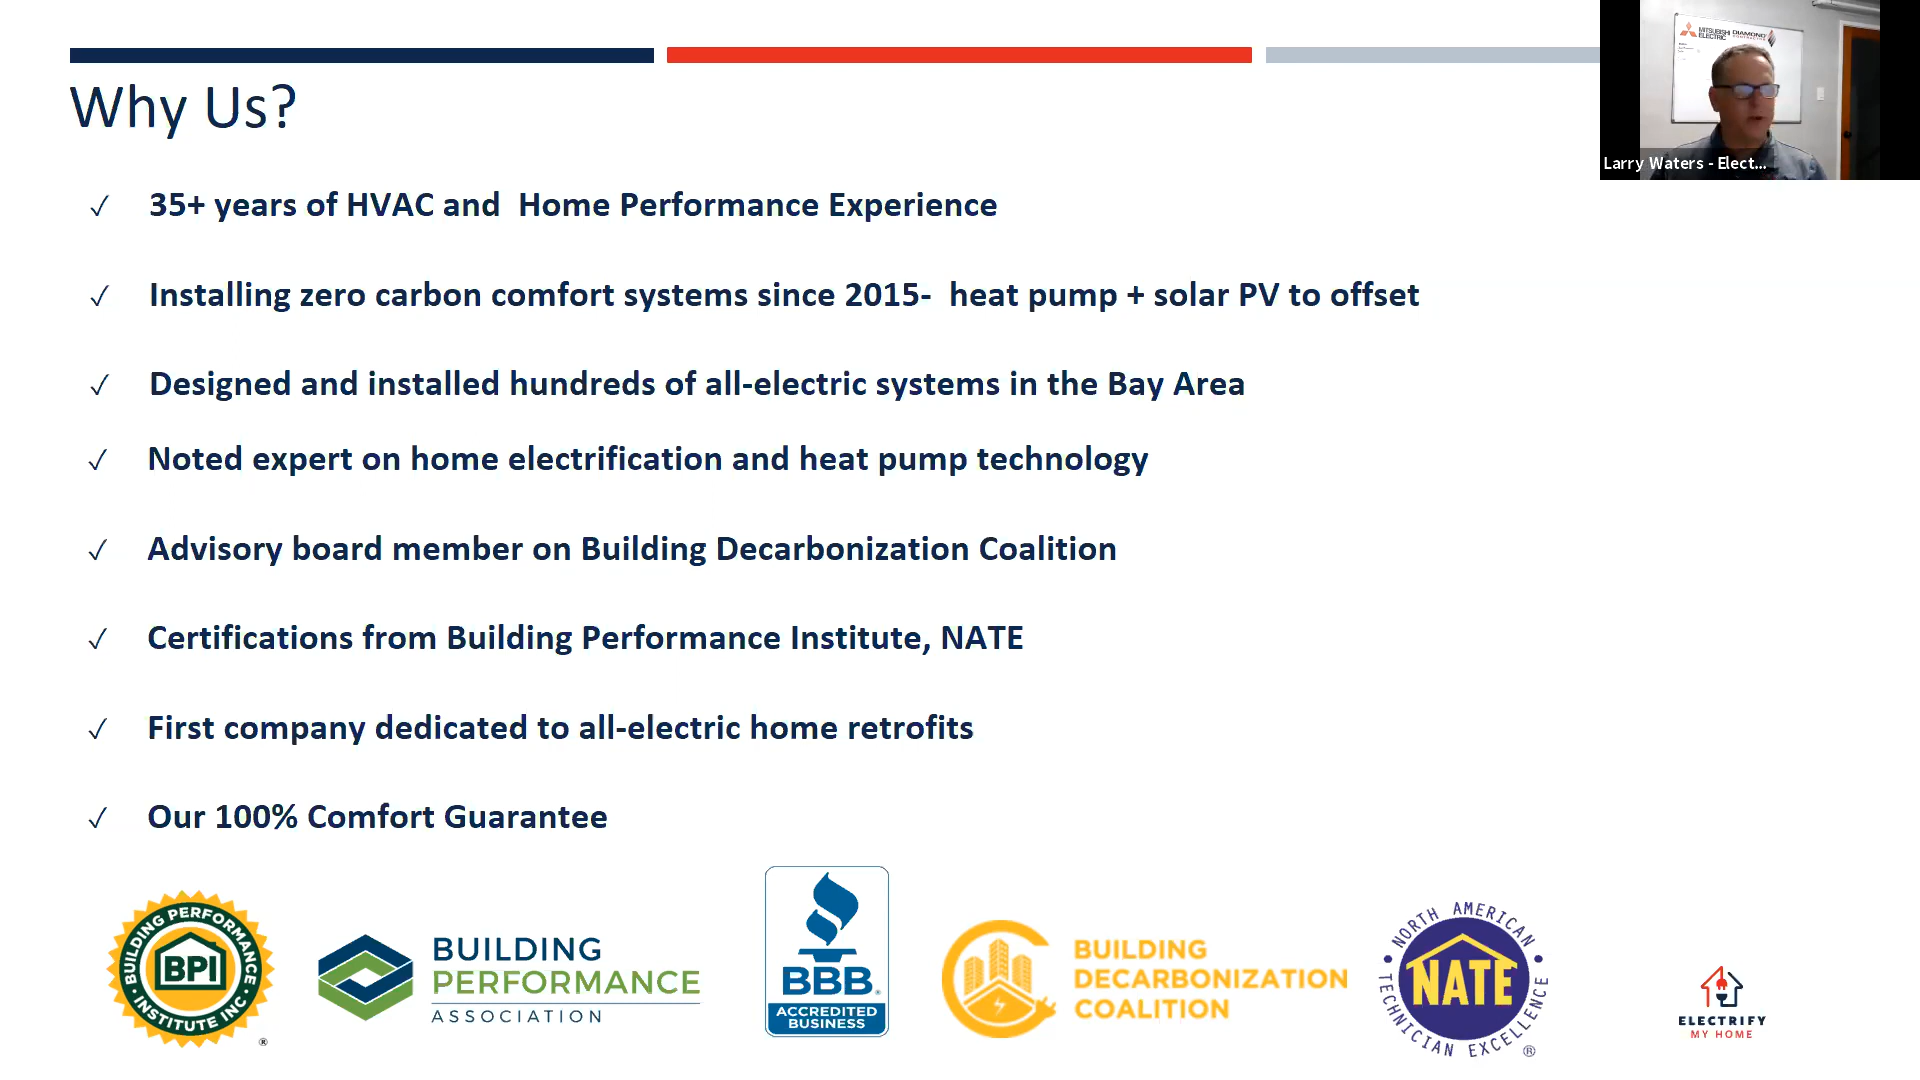 Why Us?
MITSUBISHI ELECTRIC
DIAMOND
Larry Waters - Elect...
✓ 35+ years of HVAC and  Home Performance Experience
✓ Installing zero carbon comfort systems since 2015-  heat pump + solar PV to offset
✓ Designed and installed hundreds of all-electric systems in the Bay Area
✓ Noted expert on home electrification and heat pump technology
✓ Advisory board member on Building Decarbonization Coalition
✓ Certifications from Building Performance Institute, NATE
✓ First company dedicated to all-electric home retrofits
✓ Our 100% Comfort Guarantee
BUILDING PERFORMANCE
BPI
INSTITUTE INC
®
BUILDING
PERFORMANCE
ASSOCIATION
BBB®
ACCREDITED
BUSINESS
BUILDING
DECARBONIZATION
COALITION
NORTH AMERICAN
NATE
TECHNICIAN EXCELLENCE
®
ELECTRIFY
MY HOME